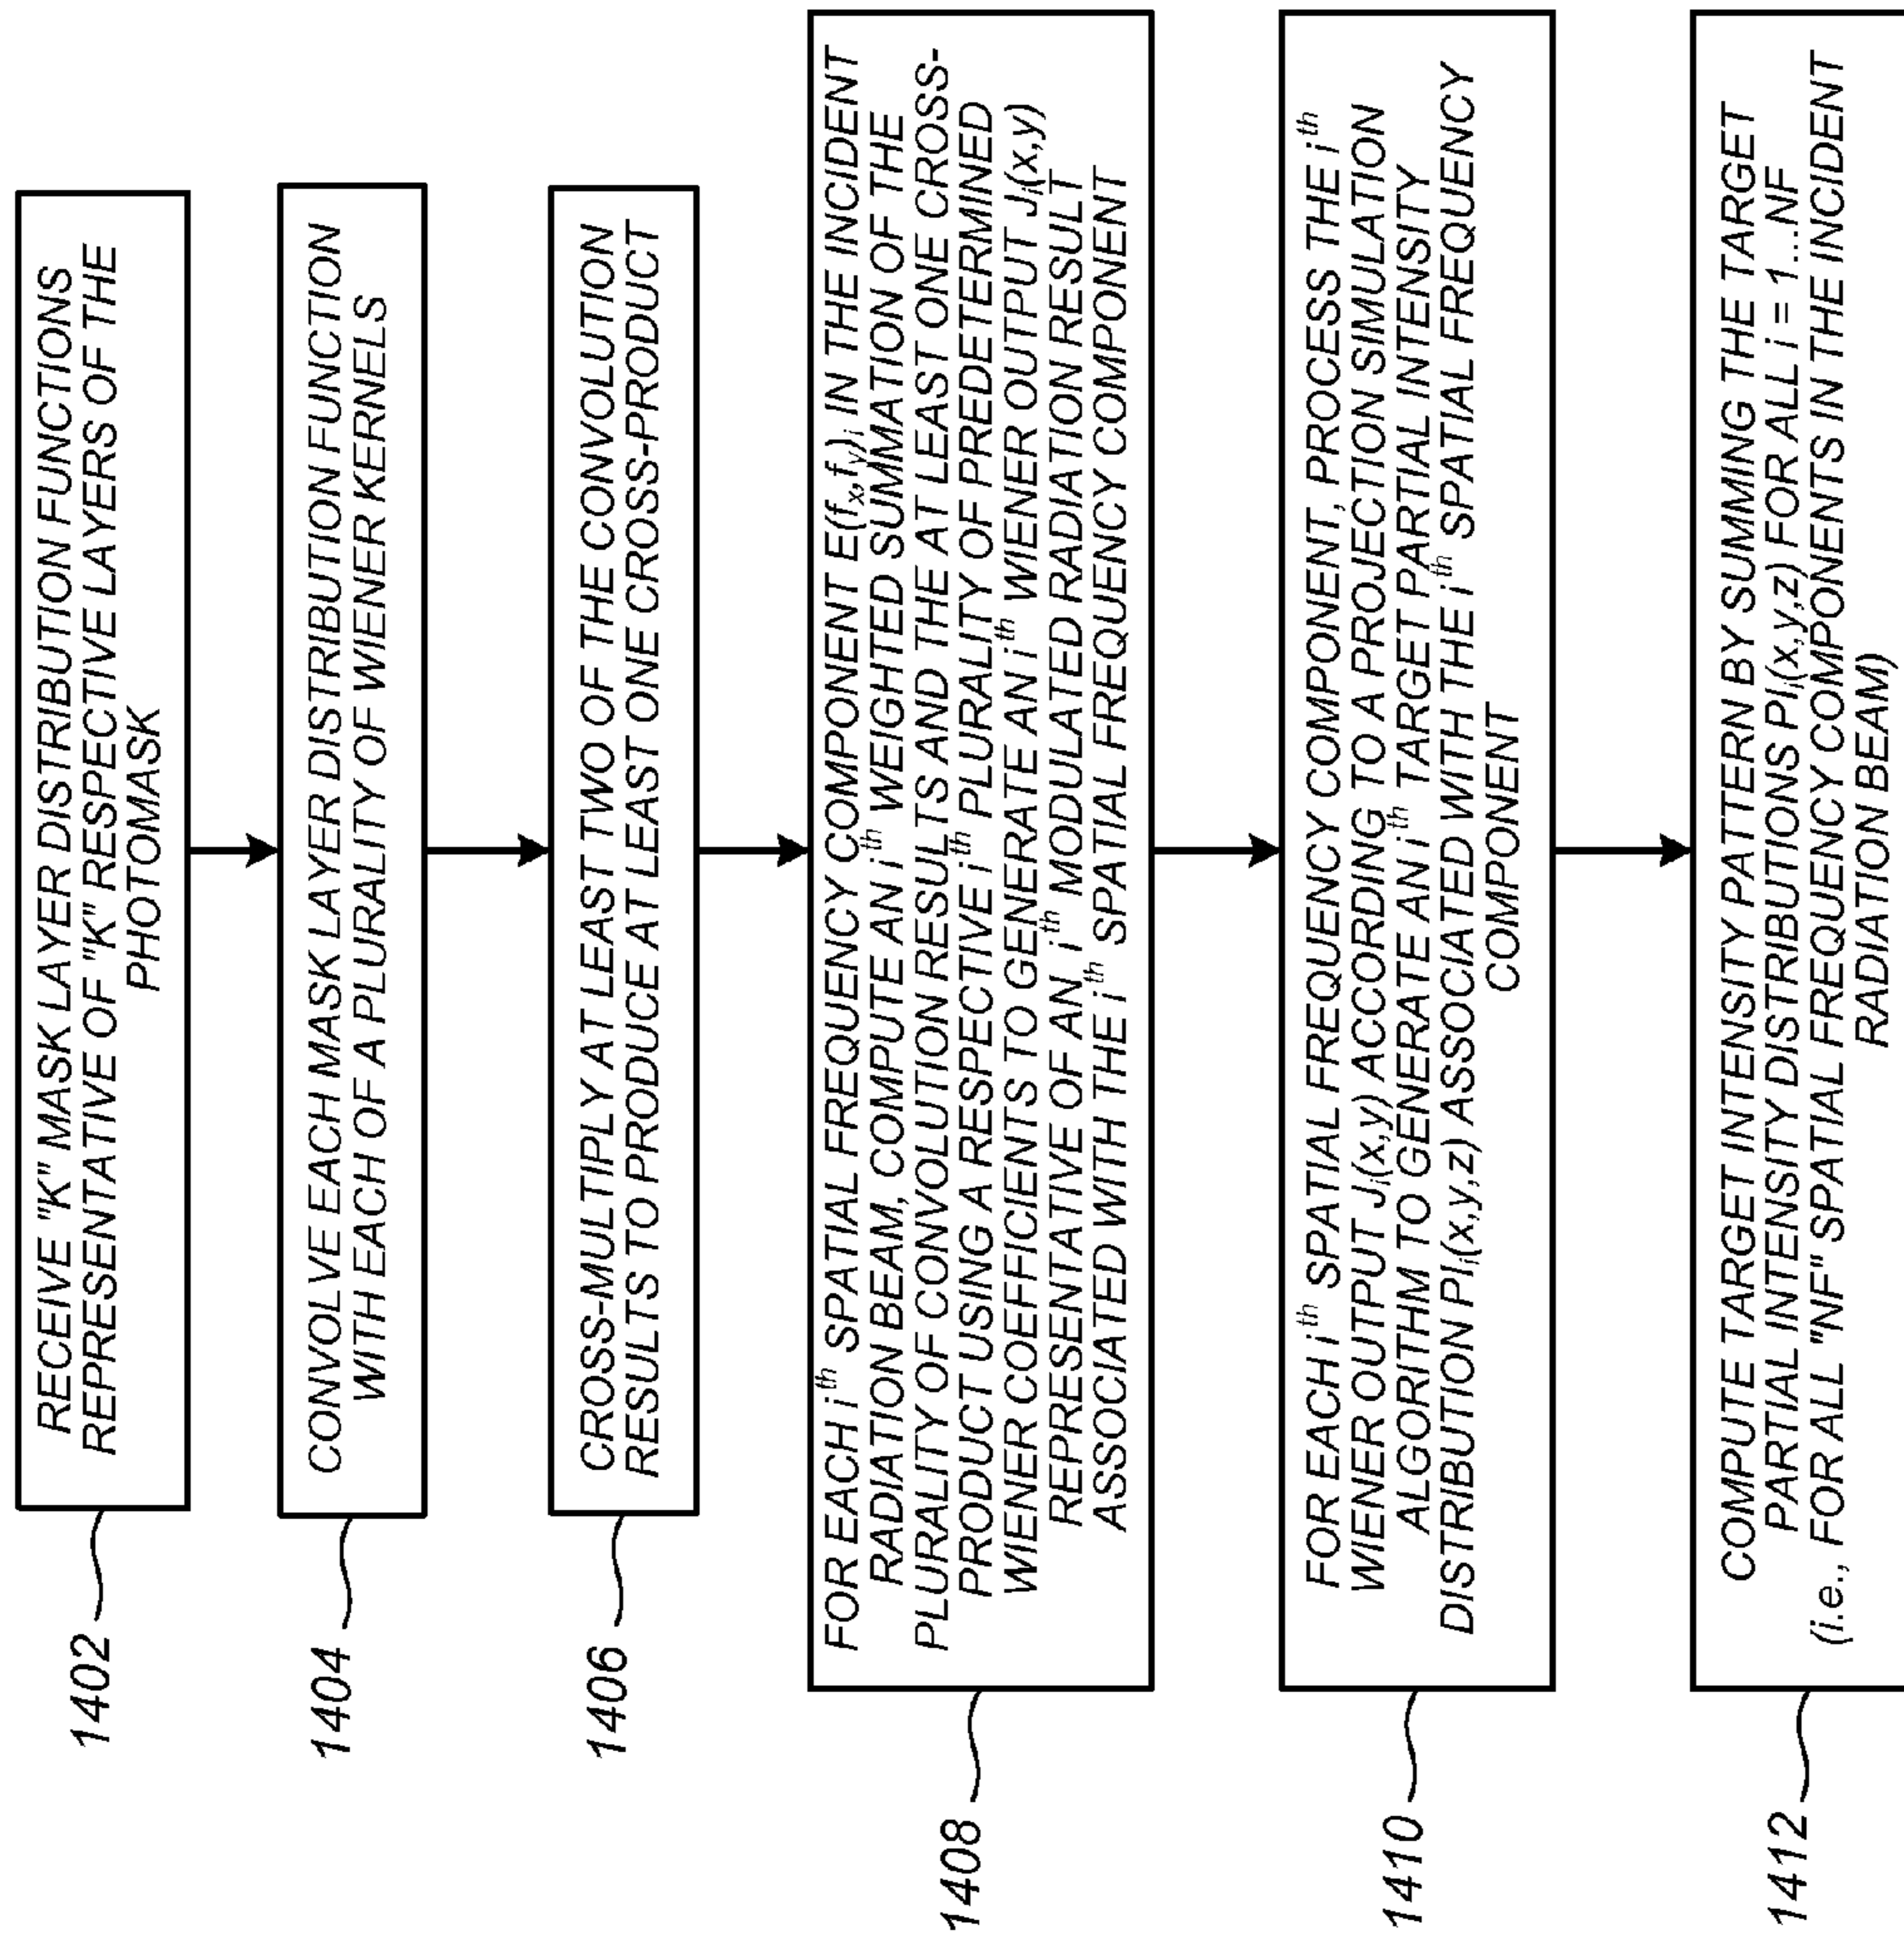 1402
RECEIVE "K" MASK LAYER DISTRIBUTION FUNCTIONS
REPRESENTATIVE OF "K" RESPECTIVE LAYERS OF THE
PHOTOMASK
1404
CONVOLVE EACH MASK LAYER DISTRIBUTION FUNCTION
WITH EACH OF A PLURALITY OF WIENER KERNELS
1406
CROSS-MULTIPLY AT LEAST TWO OF THE CONVOLUTION
RESULTS TO PRODUCE AT LEAST ONE CROSS-PRODUCT
1408
FOR EACH i^th SPATIAL FREQUENCY COMPONENT E(f_x,f_y)_i IN THE INCIDENT
RADIATION BEAM, COMPUTE AN i^th WEIGHTED SUMMATION OF THE
PLURALITY OF CONVOLUTION RESULTS AND THE AT LEAST ONE CROSS-
PRODUCT USING A RESPECTIVE i^th PLURALITY OF PREDETERMINED
WIENER COEFFICIENTS TO GENERATE AN i^th WIENER OUTPUT J_i(x,y)
REPRESENTATIVE OF AN i^th MODULATED RADIATION RESULT
ASSOCIATED WITH THE i^th SPATIAL FREQUENCY COMPONENT
1410
FOR EACH i^th SPATIAL FREQUENCY COMPONENT, PROCESS THE i^th
WIENER OUTPUT J_i(x,y) ACCORDING TO A PROJECTION SIMULATION
ALGORITHM TO GENERATE AN i^th TARGET PARTIAL INTENSITY
DISTRIBUTION PI_i(x,y,z) ASSOCIATED WITH THE i^th SPATIAL FREQUENCY
COMPONENT
1412
COMPUTE TARGET INTENSITY PATTERN BY SUMMING THE TARGET
PARTIAL INTENSITY DISTRIBUTIONS PI_i(x,y,z) FOR ALL i = 1...NF
(i.e., FOR ALL "NF" SPATIAL FREQUENCY COMPONENTS IN THE INCIDENT
RADIATION BEAM)